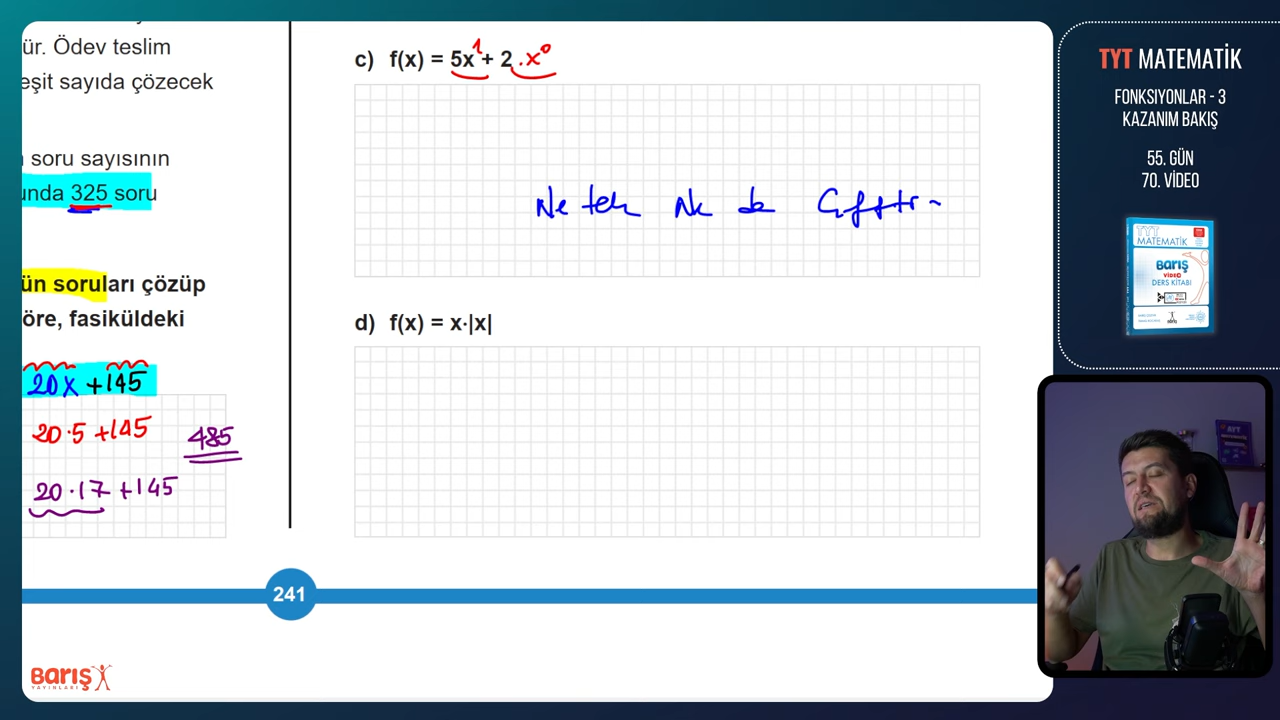 ür. Ödev teslim
eşit sayıda çözecek
soru sayısının
unda 325 soru
ün soruları çözüp
öre, fasiküldeki
20x + 145
20·5 +145
485
20·17 +145
c) f(x) = 5x¹ + 2 .x⁰
Ne tek Ne de Çifttir
d) f(x) = x·|x|
241
Barış
YAYINLARI
TYT MATEMATİK
FONKSIYONLAR - 3
KAZANIM BAKIŞ
55. GÜN
70. VİDEO
TYT
MATEMATİK
Barış
VİDEO
DERS KİTABI
AYT